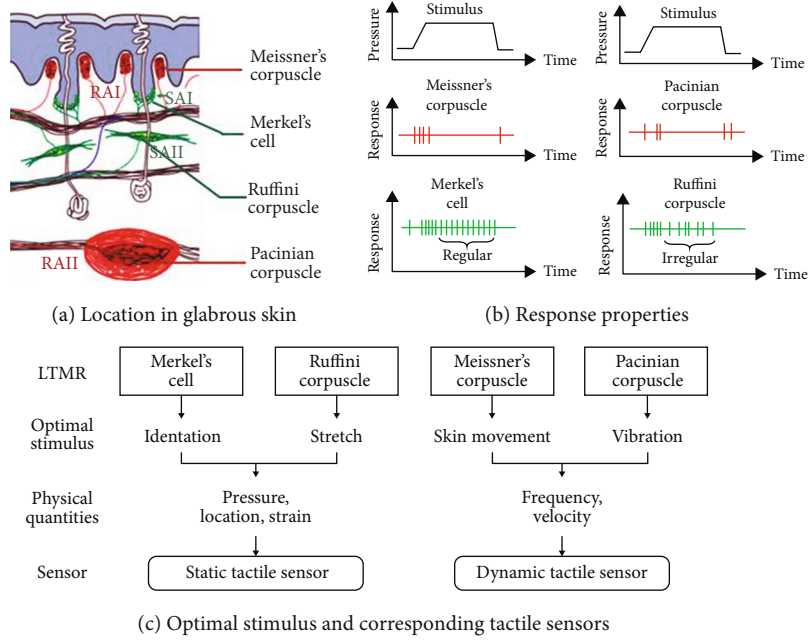 Meissner's
corpuscle
RAI
SAI
Merkel's
cell
SAII
Ruffini
corpuscle
RAII
Pacinian
corpuscle
(a) Location in glabrous skin
Pressure
Stimulus
Time
Response
Meissner's
corpuscle
Time
Response
Merkel's
cell
Regular
Time
Pressure
Stimulus
Time
Response
Pacinian
corpuscle
Time
Response
Ruffini
corpuscle
Irregular
Time
(b) Response properties
LTMR
Merkel's
cell
Ruffini
corpuscle
Meissner's
corpuscle
Pacinian
corpuscle
Optimal
stimulus
Identation
Stretch
Skin movement
Vibration
Physical
quantities
Pressure,
location, strain
Frequency,
velocity
Sensor
Static tactile sensor
Dynamic tactile sensor
(c) Optimal stimulus and corresponding tactile sensors